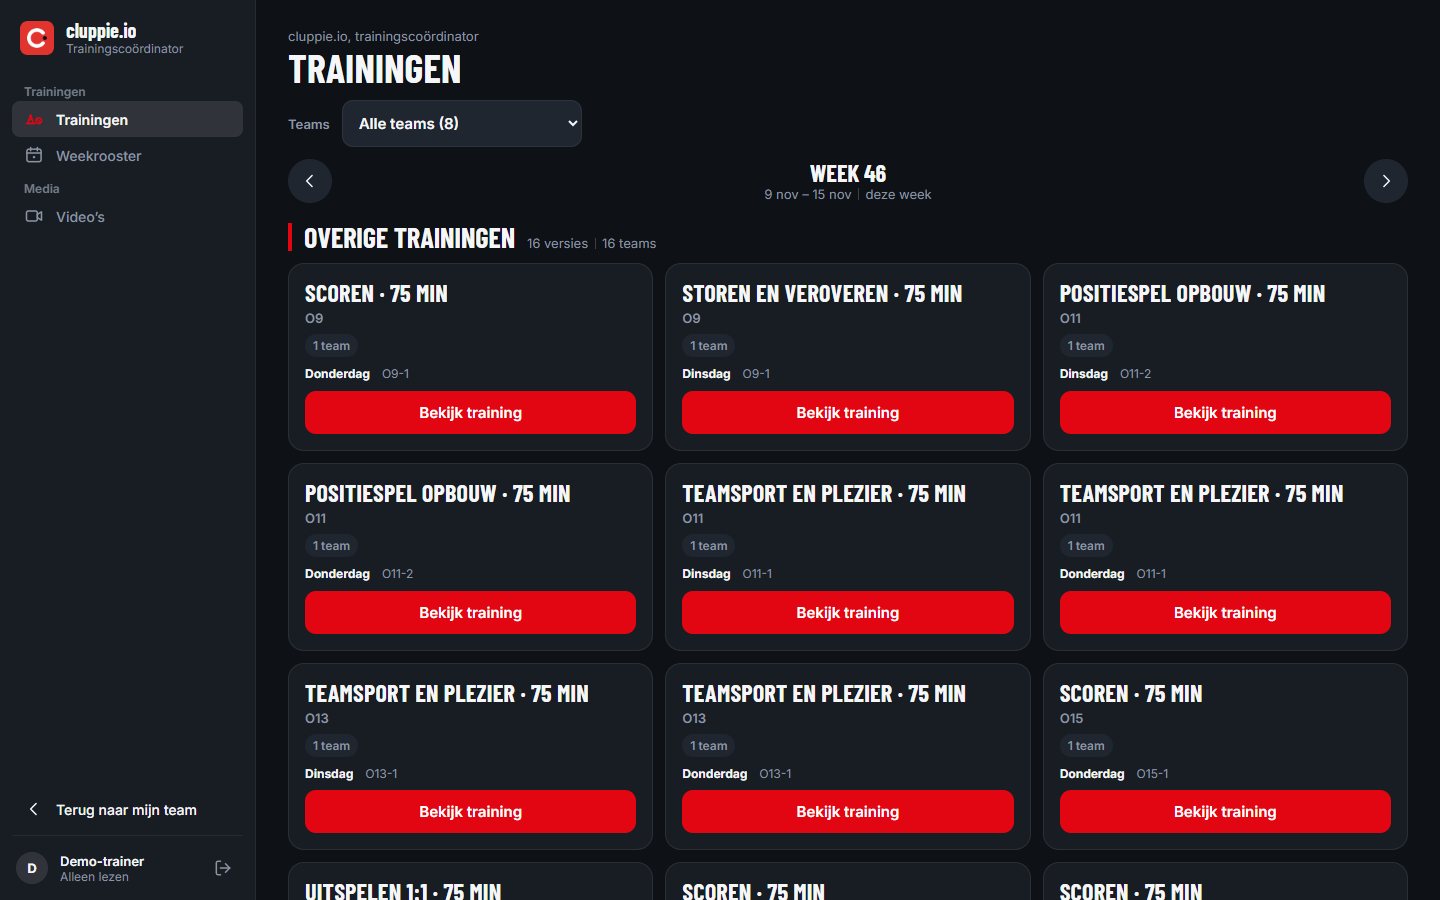 cluppie.io
Trainingscoördinator
Trainingen
Trainingen
Weekrooster
Media
Video's
Terug naar mijn team
D
Demo-trainer
Alleen lezen
cluppie.io, trainingscoördinator
TRAININGEN
Teams
Alle teams (8)
WEEK 46
9 nov – 15 nov | deze week
OVERIGE TRAININGEN 16 versies | 16 teams
SCOREN · 75 MIN
O9
1 team
Donderdag O9-1
Bekijk training
STOREN EN VEROVEREN · 75 MIN
O9
1 team
Dinsdag O9-1
Bekijk training
POSITIESPEL OPBOUW · 75 MIN
O11
1 team
Dinsdag O11-2
Bekijk training
POSITIESPEL OPBOUW · 75 MIN
O11
1 team
Donderdag O11-2
Bekijk training
TEAMSPORT EN PLEZIER · 75 MIN
O11
1 team
Dinsdag O11-1
Bekijk training
TEAMSPORT EN PLEZIER · 75 MIN
O11
1 team
Donderdag O11-1
Bekijk training
TEAMSPORT EN PLEZIER · 75 MIN
O13
1 team
Dinsdag O13-1
Bekijk training
TEAMSPORT EN PLEZIER · 75 MIN
O13
1 team
Donderdag O13-1
Bekijk training
SCOREN · 75 MIN
O15
1 team
Donderdag O15-1
Bekijk training
UITSPELEN 1:1 · 75 MIN
SCOREN · 75 MIN
SCOREN · 75 MIN